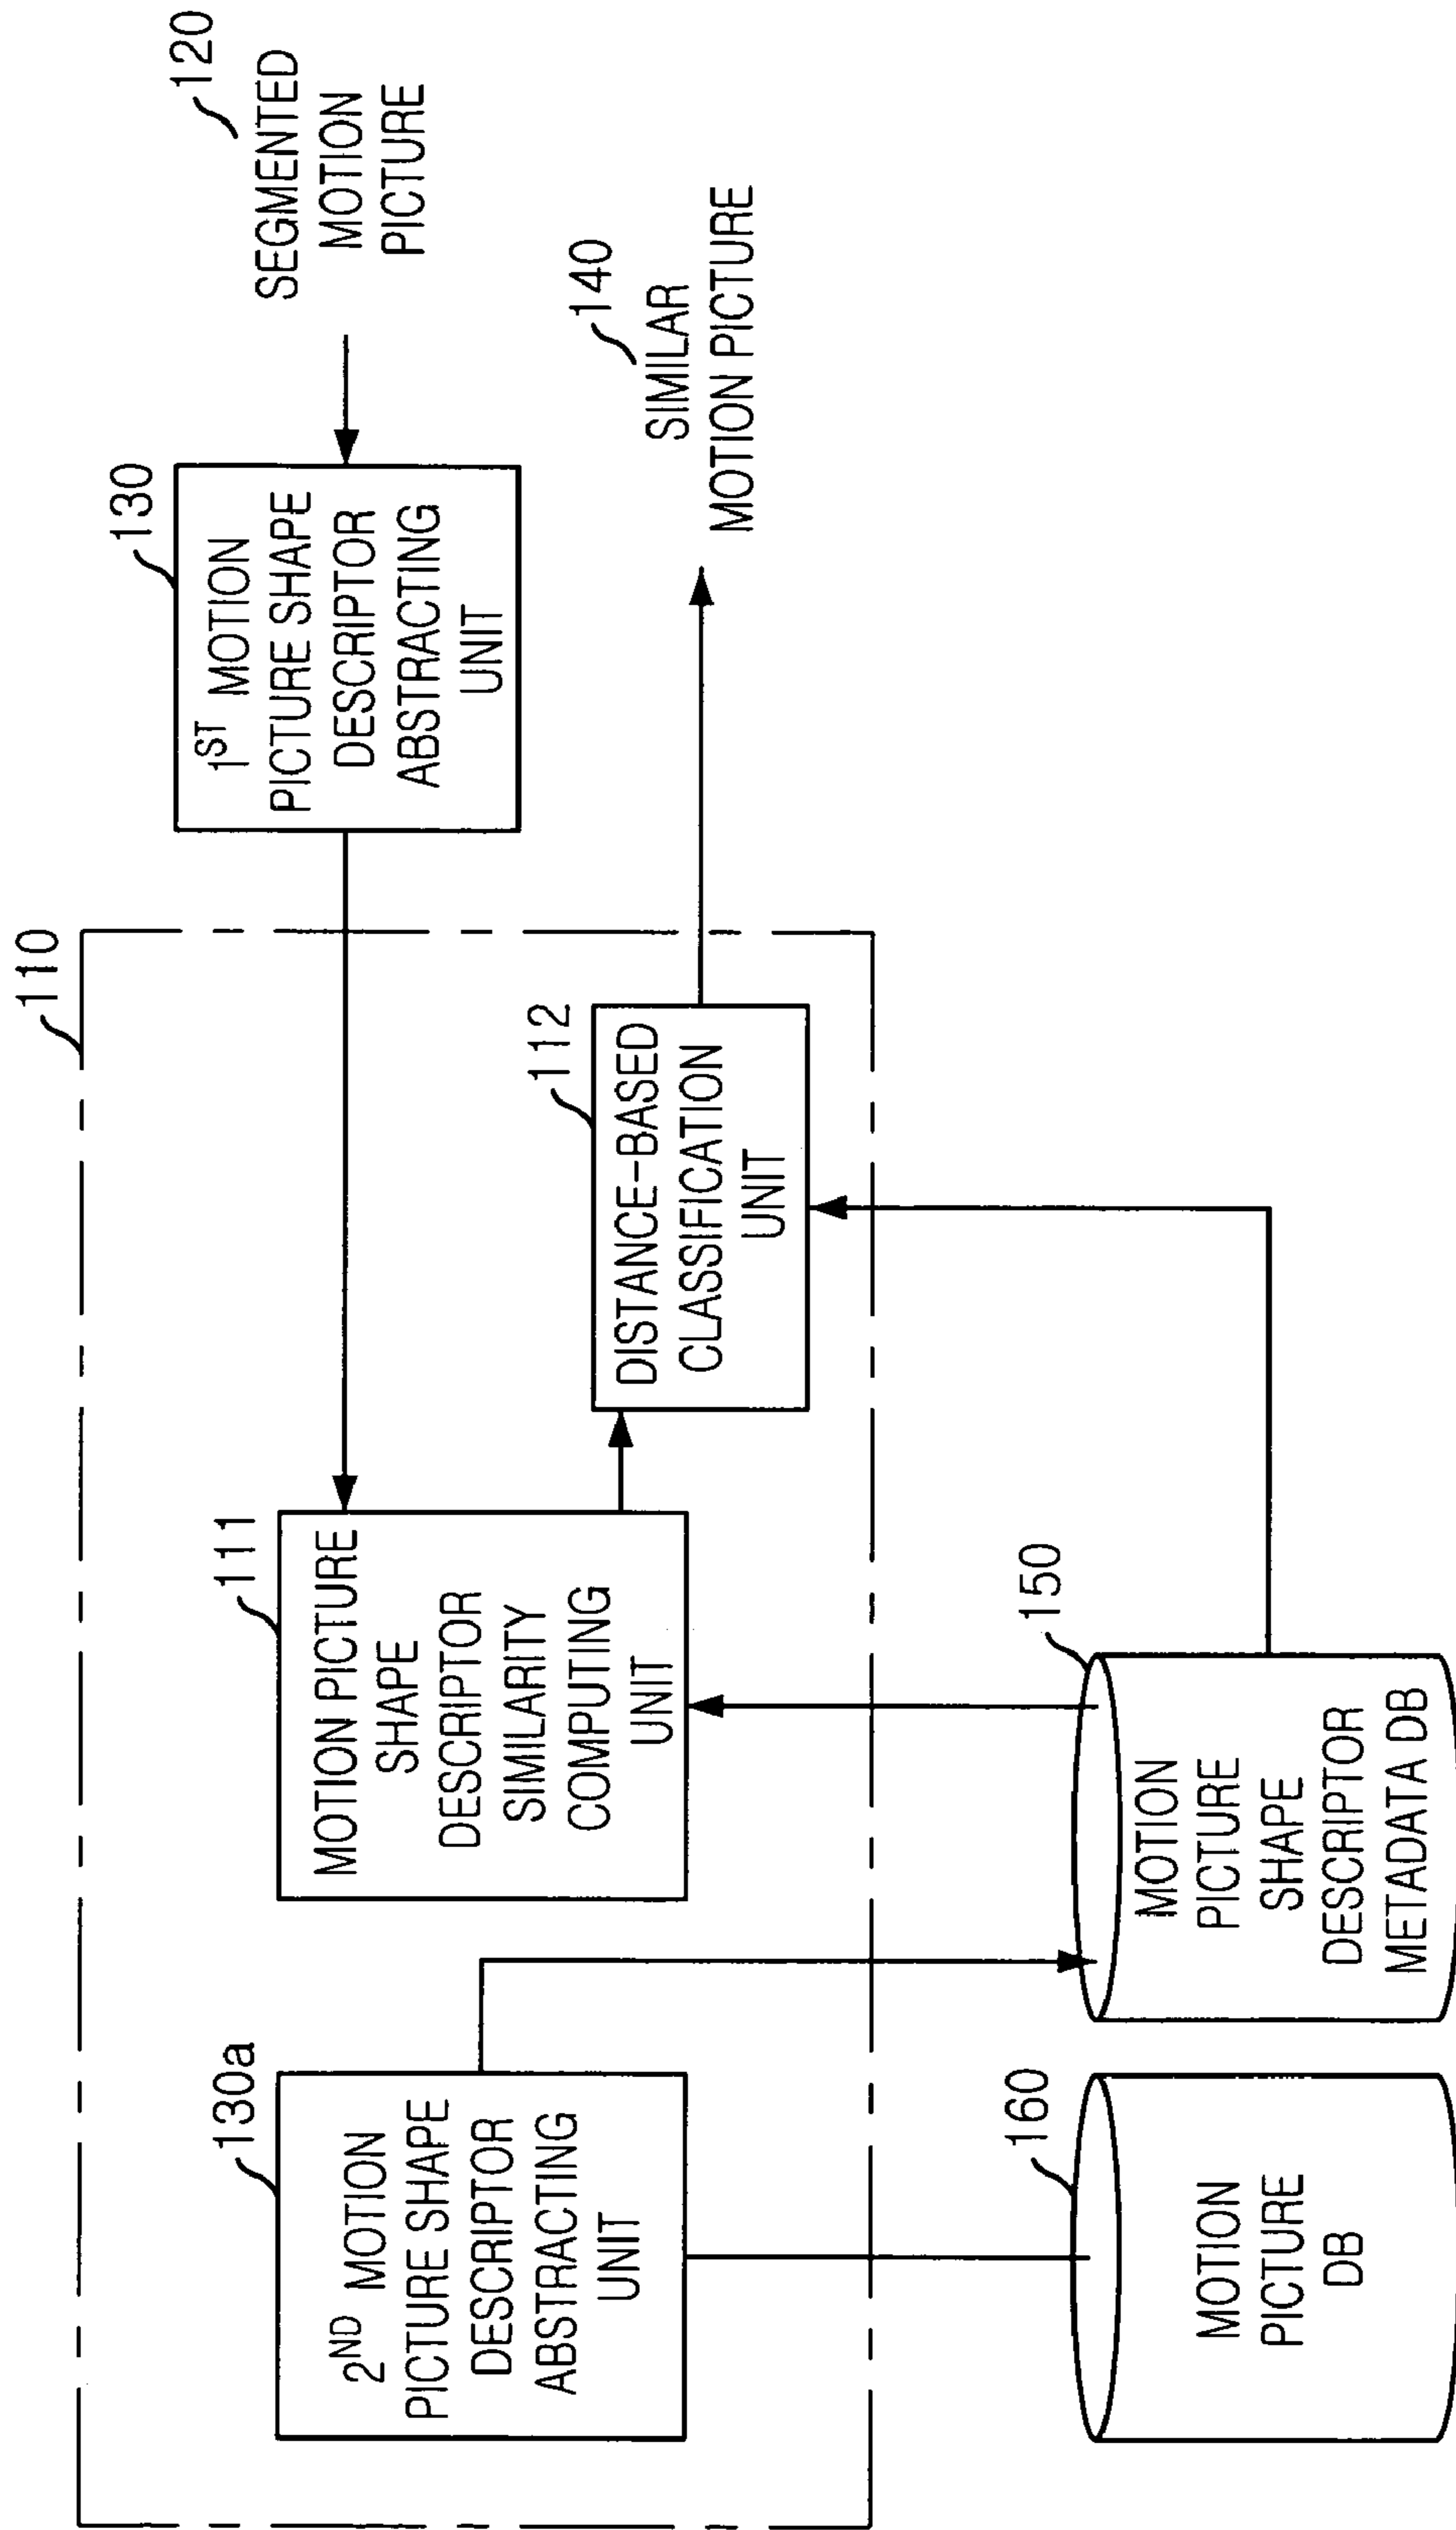 110
130
1ST MOTION
PICTURE SHAPE
DESCRIPTOR
ABSTRACTING
UNIT
120
SEGMENTED
MOTION
PICTURE
130a
2ND MOTION
PICTURE SHAPE
DESCRIPTOR
ABSTRACTING
UNIT
111
MOTION PICTURE
SHAPE
DESCRIPTOR
SIMILARITY
COMPUTING
UNIT
112
DISTANCE-BASED
CLASSIFICATION
UNIT
140
SIMILAR
MOTION PICTURE
160
MOTION
PICTURE
DB
150
MOTION
PICTURE
SHAPE
DESCRIPTOR
METADATA DB